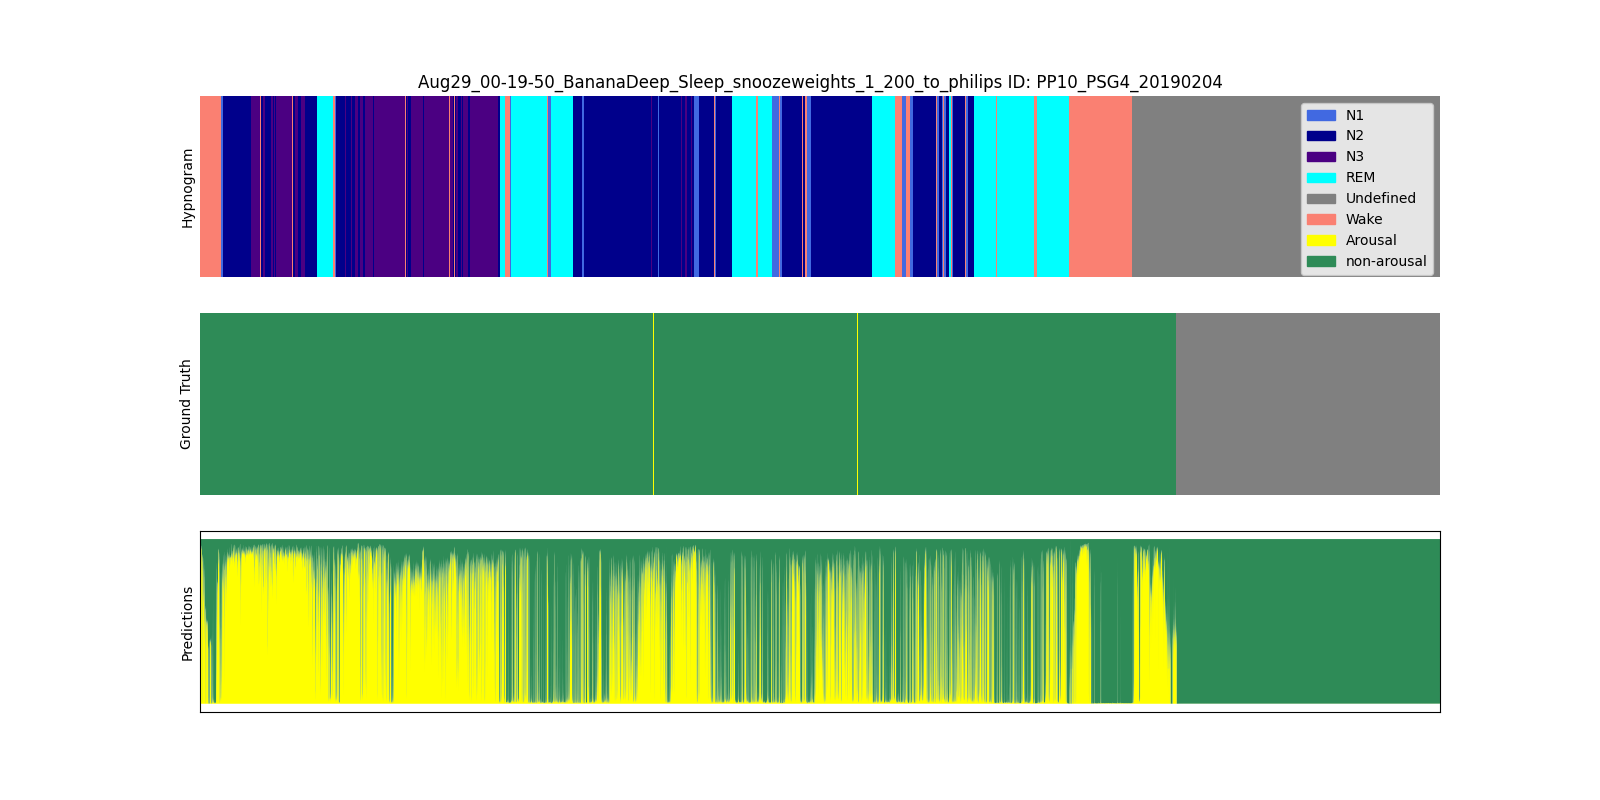 Aug29_00-19-50_BananaDeep_Sleep_snoozeweights_1_200_to_philips ID: PP10_PSG4_20190204
Hypnogram
N1
N2
N3
REM
Undefined
Wake
Arousal
non-arousal
Ground Truth
Predictions